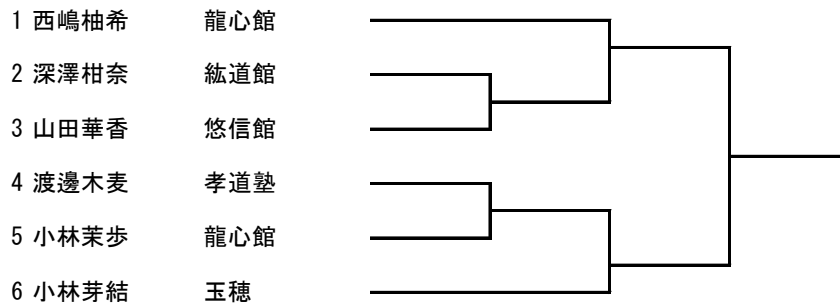 1 西嶋柚希 龍心館
2 深澤柑奈 紘道館
3 山田華香 悠信館
4 渡邊木麦 孝道塾
5 小林茉歩 龍心館
6 小林芽結 玉穂